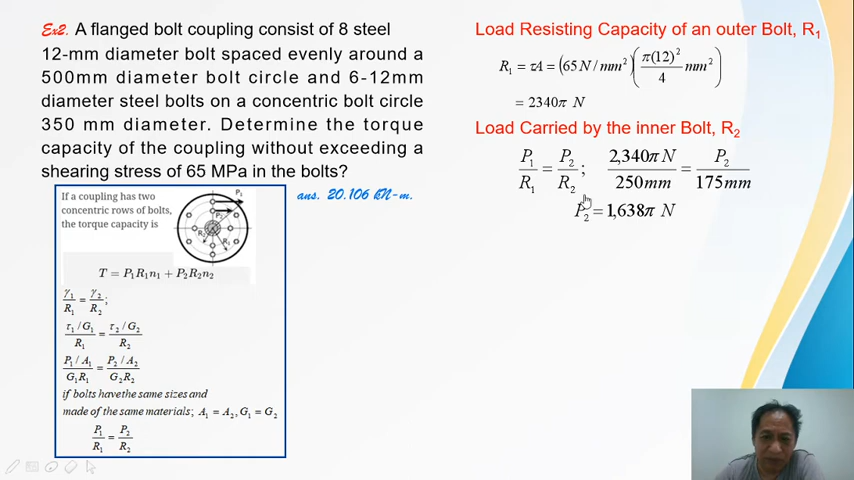 Ex2. A flanged bolt coupling consist of 8 steel
12-mm diameter bolt spaced evenly around a
500mm diameter bolt circle and 6-12mm
diameter steel bolts on a concentric bolt circle
350 mm diameter. Determine the torque
capacity of the coupling without exceeding a
shearing stress of 65 MPa in the bolts?
ans. 20.106 kN-m.
If a coupling has two
concentric rows of bolts,
the torque capacity is
P₁
P₂
R₂
R₁
T = P₁R₁n₁ + P₂R₂n₂
γ₁/R₁ = γ₂/R₂;
(τ₁/G₁)/R₁ = (τ₂/G₂)/R₂
(P₁/A₁)/(G₁R₁) = (P₂/A₂)/(G₂R₂)
if bolts have the same sizes and
made of the same materials; A₁ = A₂, G₁ = G₂
P₁/R₁ = P₂/R₂
Load Resisting Capacity of an outer Bolt, R₁
R₁ = τA = (65 N/mm²)(π(12)²/4 mm²)
= 2340π N
Load Carried by the inner Bolt, R₂
P₁/R₁ = P₂/R₂; 2,340π N/250mm = P₂/175mm
P₂ = 1,638π N